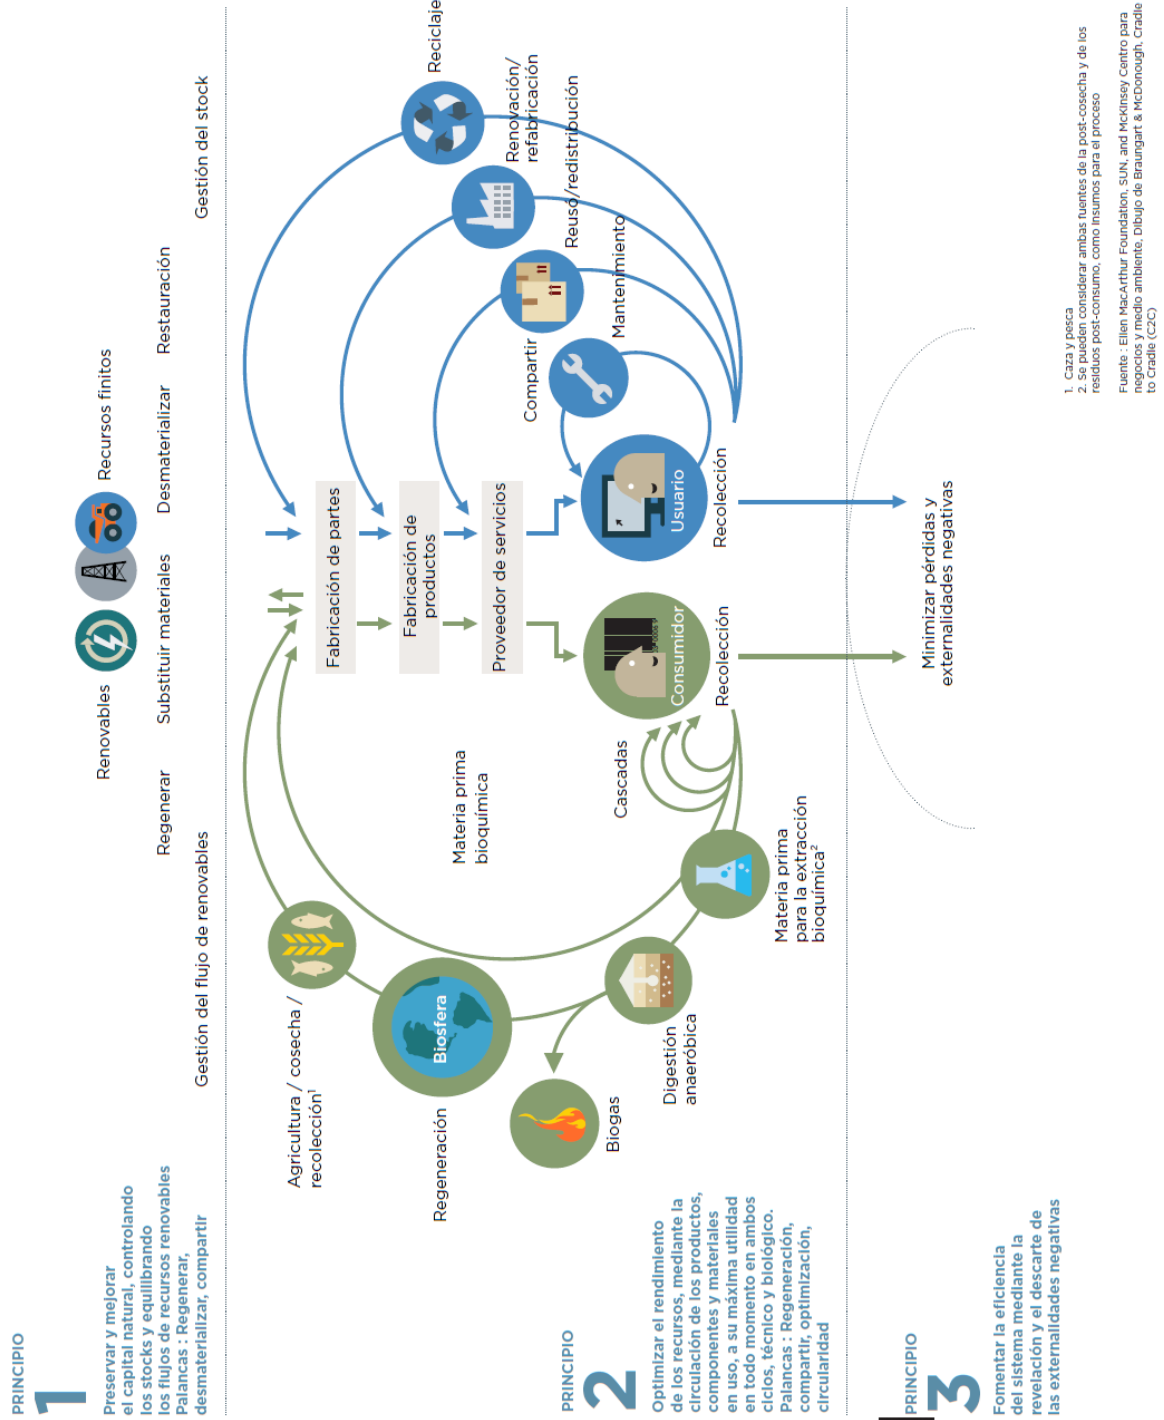 PRINCIPIO
1
Preservar y mejorar
el capital natural, controlando
los stocks y equilibrando
los flujos de recursos renovables
Palancas : Regenerar,
desmaterializar, compartir
Renovables
Recursos finitos
Regenerar
Substituir materiales
Desmaterializar
Restauración
Gestión del flujo de renovables
Gestión del stock
PRINCIPIO
2
Optimizar el rendimiento
de los recursos, mediante la
circulación de los productos,
componentes y materiales
en uso, a su máxima utilidad
en todo momento en ambos
ciclos, técnico y biológico.
Palancas : Regeneración,
compartir, optimización,
circularidad
Agricultura / cosecha /
recolección¹
Regeneración
Biosfera
Biogas
Digestión
anaeróbica
Materia prima
para la extracción
bioquímica²
Materia prima
bioquímica
Cascadas
Fabricación de partes
Fabricación de
productos
Proveedor de servicios
Consumidor
Recolección
Usuario
Recolección
Compartir
Mantenimiento
Reuso/redistribución
Renovación/
refabricación
Reciclaje
PRINCIPIO
3
Fomentar la eficiencia
del sistema mediante la
revelación y el descarte de
las externalidades negativas
Minimizar pérdidas y
externalidades negativas
1. Caza y pesca
2. Se pueden considerar ambas fuentes de la post-cosecha y de los
residuos post-consumo, como insumos para el proceso
Fuente : Ellen MacArthur Foundation, SUN, and McKinsey Centro para
negocios y medio ambiente, Dibujo de Braungart & McDonough, Cradle
to Cradle (C2C)